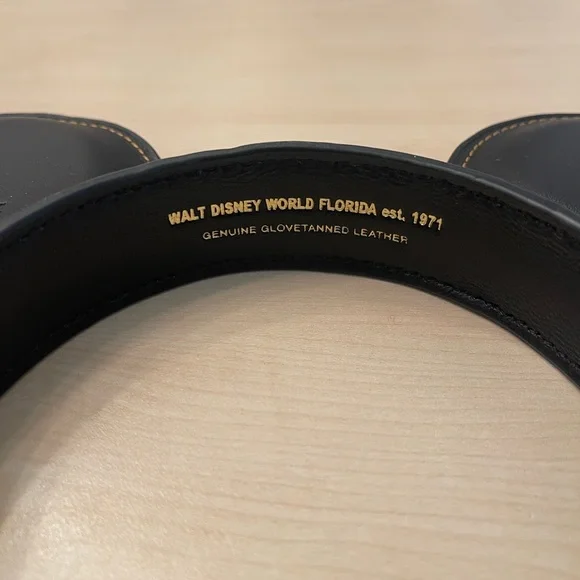 WALT DISNEY WORLD FLORIDA est. 1971
GENUINE GLOVETANNED LEATHER